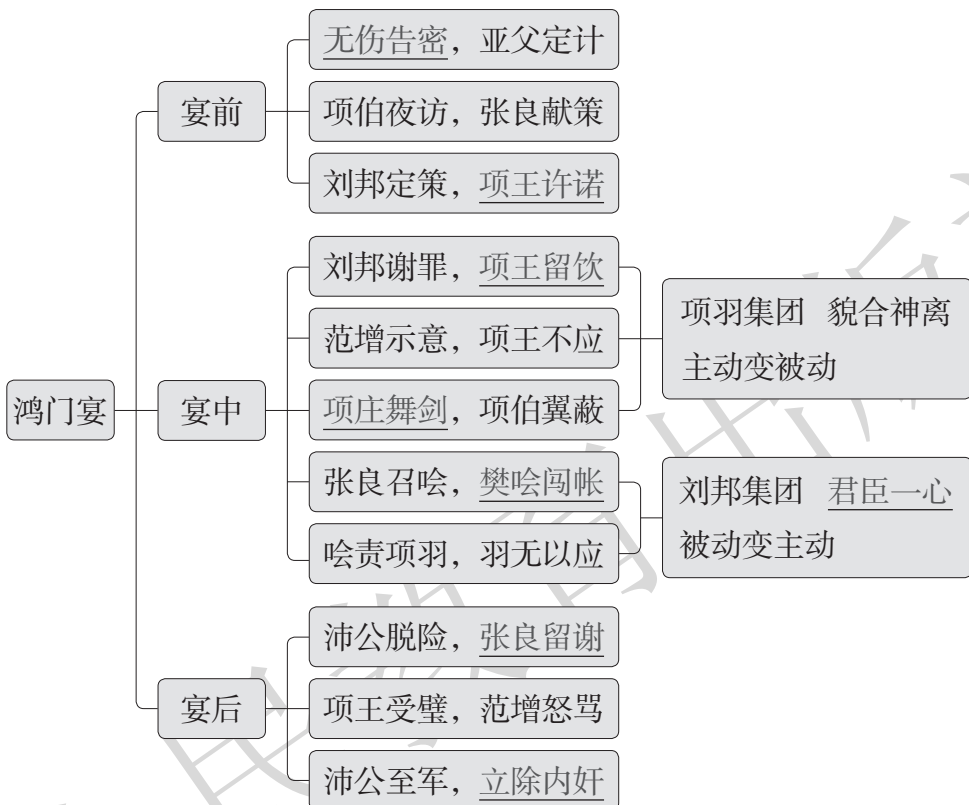 无伤告密，亚父定计
宴前
项伯夜访，张良献策
刘邦定策，项王许诺
刘邦谢罪，项王留饮
范增示意，项王不应
项羽集团 貌合神离
主动变被动
鸿门宴
宴中
项庄舞剑，项伯翼蔽
张良召哙，樊哙闯帐
刘邦集团 君臣一心
被动变主动
哙责项羽，羽无以应
沛公脱险，张良留谢
宴后
项王受璧，范增怒骂
沛公至军，立除内奸